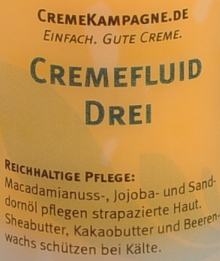 CREMEKAMPAGNE.DE
EINFACH. GUTE CREME.
CREMEFLUID
DREI
REICHHALTIGE PFLEGE:
Macadamianuss-, Jojoba- und Sand-
dornöl pflegen strapazierte Haut.
Sheabutter, Kakaobutter und Beeren-
wachs schützen bei Kälte.